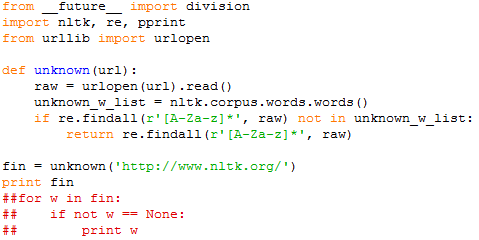 from __future__ import division
import nltk, re, pprint
from urllib import urlopen
def unknown(url):
    raw = urlopen(url).read()
    unknown_w_list = nltk.corpus.words.words()
    if re.findall(r'[A-Za-z]*', raw) not in unknown_w_list:
        return re.findall(r'[A-Za-z]*', raw)
fin = unknown('http://www.nltk.org/')
print fin
##for w in fin:
##    if not w == None:
##        print w